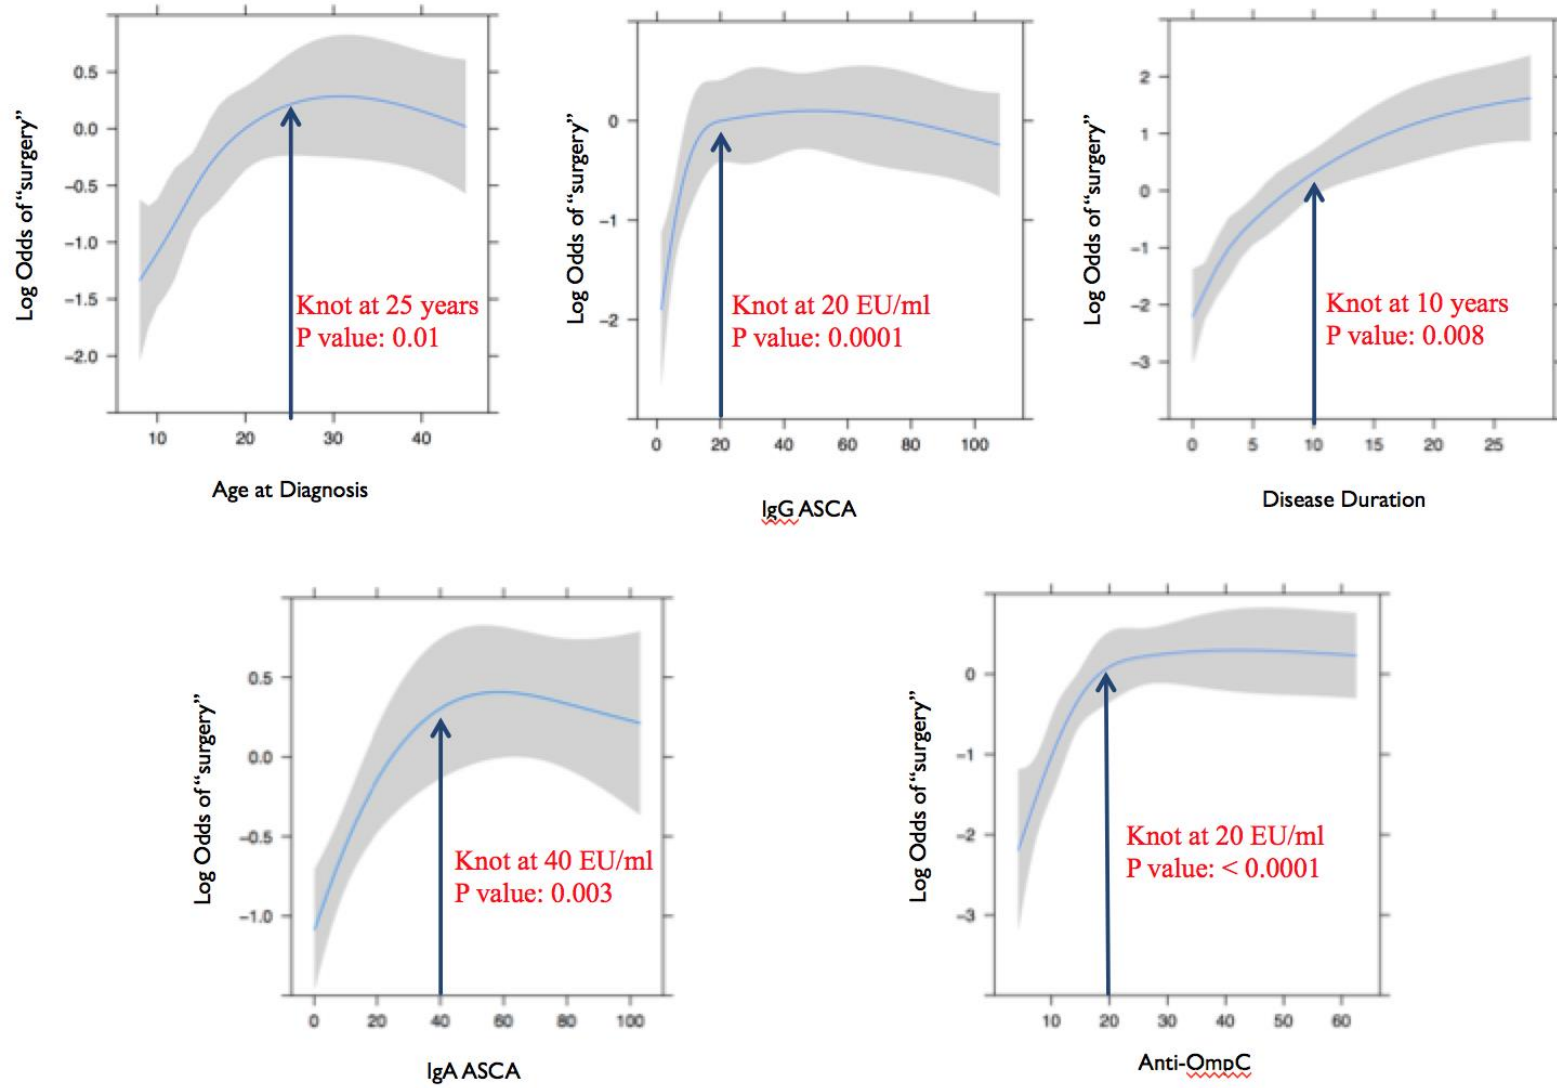 Log Odds of “surgery”
0.5
0.0
−0.5
−1.0
−1.5
−2.0
Knot at 25 years
P value: 0.01
10 20 30 40
Age at Diagnosis
Log Odds of “surgery”
0
−1
−2
Knot at 20 EU/ml
P value: 0.0001
0 20 40 60 80 100
IgG ASCA
Log Odds of “surgery”
2
1
0
−1
−2
−3
Knot at 10 years
P value: 0.008
0 5 10 15 20 25
Disease Duration
Log Odds of “surgery”
0.5
0.0
−0.5
−1.0
Knot at 40 EU/ml
P value: 0.003
0 20 40 60 80 100
IgA ASCA
Log Odds of “surgery”
0
−1
−2
−3
Knot at 20 EU/ml
P value: < 0.0001
10 20 30 40 50 60
Anti-OmpC